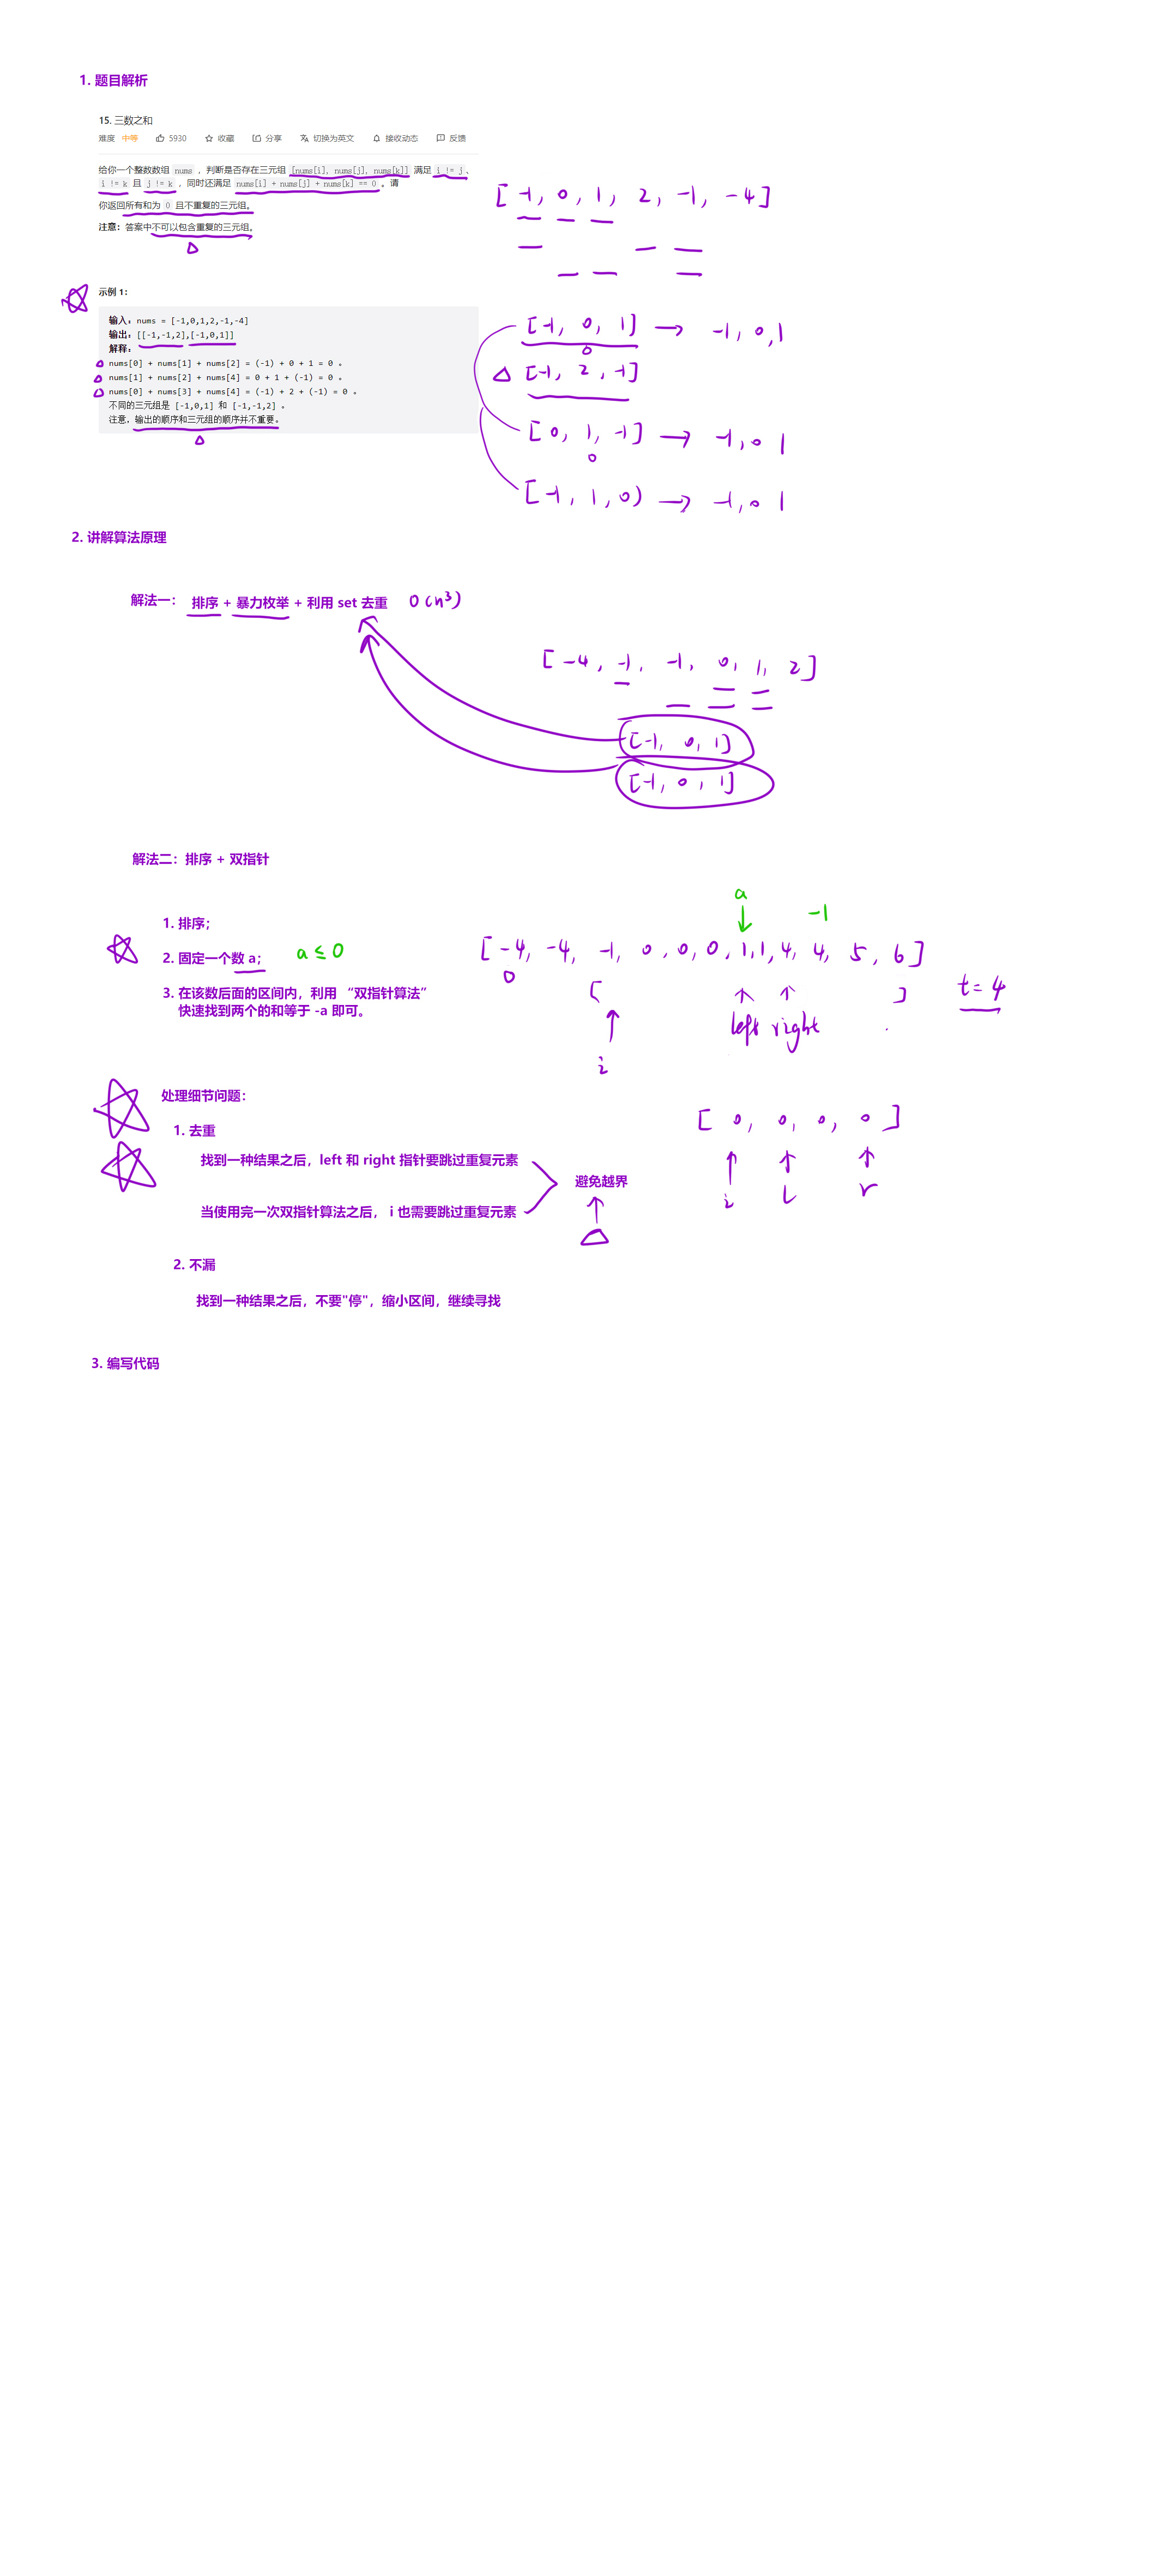 1. 题目解析
15. 三数之和
难度 中等 5930 收藏 分享 切换为英文 接收动态 反馈
给你一个整数数组 nums ，判断是否存在三元组 [nums[i], nums[j], nums[k]] 满足 i != j、
i != k 且 j != k ，同时还满足 nums[i] + nums[j] + nums[k] == 0 。请
你返回所有和为 0 且不重复的三元组。
注意：答案中不可以包含重复的三元组。
[-1, 0, 1, 2, -1, -4]
示例 1：
输入：nums = [-1,0,1,2,-1,-4]
输出：[[-1,-1,2],[-1,0,1]]
解释：
nums[0] + nums[1] + nums[2] = (-1) + 0 + 1 = 0 。
nums[1] + nums[2] + nums[4] = 0 + 1 + (-1) = 0 。
nums[0] + nums[3] + nums[4] = (-1) + 2 + (-1) = 0 。
不同的三元组是 [-1,0,1] 和 [-1,-1,2] 。
注意，输出的顺序和三元组的顺序并不重要。
[-1, 0, 1] → -1, 0, 1
[-1, 2, -1]
[0, 1, -1] → -1, 0 1
[-1, 1, 0) → -1, 0 1
2. 讲解算法原理
解法一： 排序 + 暴力枚举 + 利用 set 去重 O(n³)
[-4, -1, -1, 0, 1, 2]
[-1, 0, 1]
[-1, 0, 1]
解法二：排序 + 双指针
1. 排序；
2. 固定一个数 a； a ≤ 0
3. 在该数后面的区间内，利用 “双指针算法”
快速找到两个的和等于 -a 即可。
a -1
[-4, -4, -1, 0, 0, 0, 1, 1, 4, 4, 5, 6]
0 [ ] t = 4
left right
i
处理细节问题：
1. 去重
找到一种结果之后，left 和 right 指针要跳过重复元素
避免越界
当使用完一次双指针算法之后， i 也需要跳过重复元素
[0, 0, 0, 0]
i L r
2. 不漏
找到一种结果之后，不要"停"，缩小区间，继续寻找
3. 编写代码